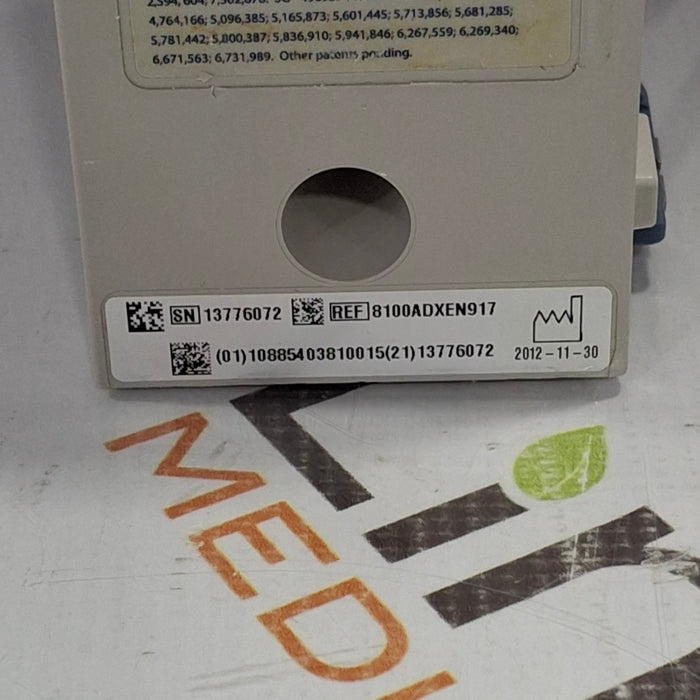 4,764,166; 5,096,385; 5,165,873; 5,601,445; 5,713,856; 5,681,285;
5,781,442; 5,800,387; 5,836,910; 5,941,846; 6,267,559; 6,269,340;
6,671,563; 6,731,989. Other patents pending.
SN 13776072 REF 8100ADXEN917
(01)10885403810015(21)13776072 2012-11-30
MEDI